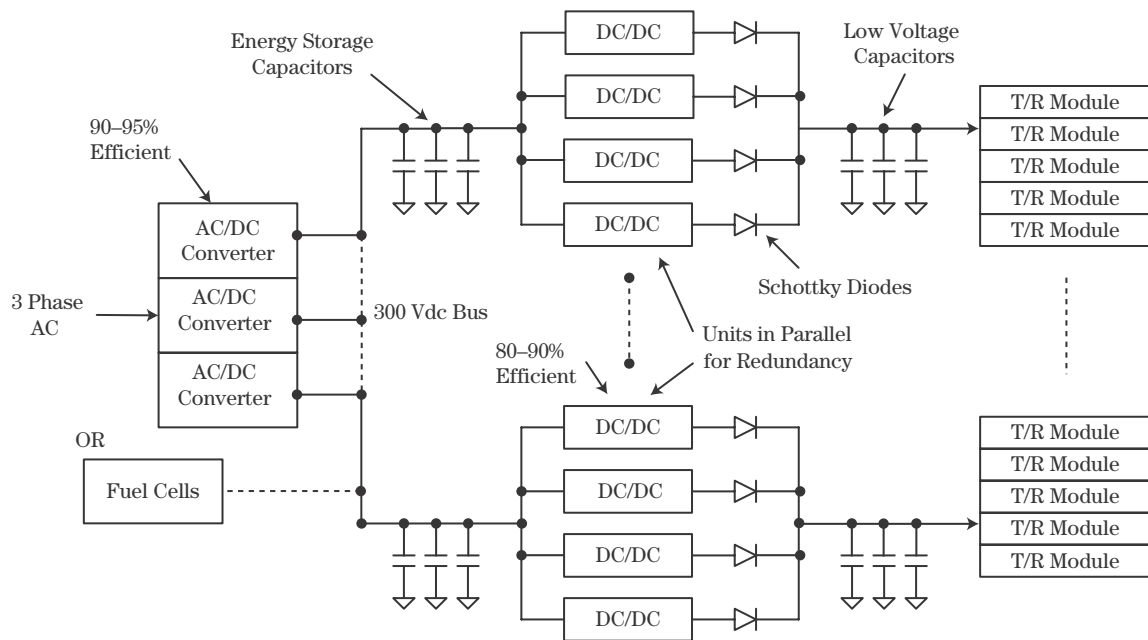 DC/DC
DC/DC
DC/DC
DC/DC
Energy Storage
Capacitors
Low Voltage
Capacitors
T/R Module
T/R Module
T/R Module
T/R Module
T/R Module
90–95%
Efficient
AC/DC
Converter
AC/DC
Converter
AC/DC
Converter
3 Phase
AC
300 Vdc Bus
Schottky Diodes
Units in Parallel
for Redundancy
80–90%
Efficient
OR
Fuel Cells
DC/DC
DC/DC
DC/DC
DC/DC
T/R Module
T/R Module
T/R Module
T/R Module
T/R Module